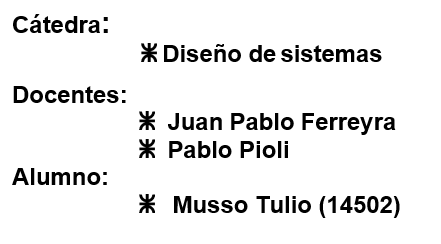 Cátedra:
ⵣ Diseño de sistemas
Docentes:
ⵣ Juan Pablo Ferreyra
ⵣ Pablo Pioli
Alumno:
ⵣ Musso Tulio (14502)